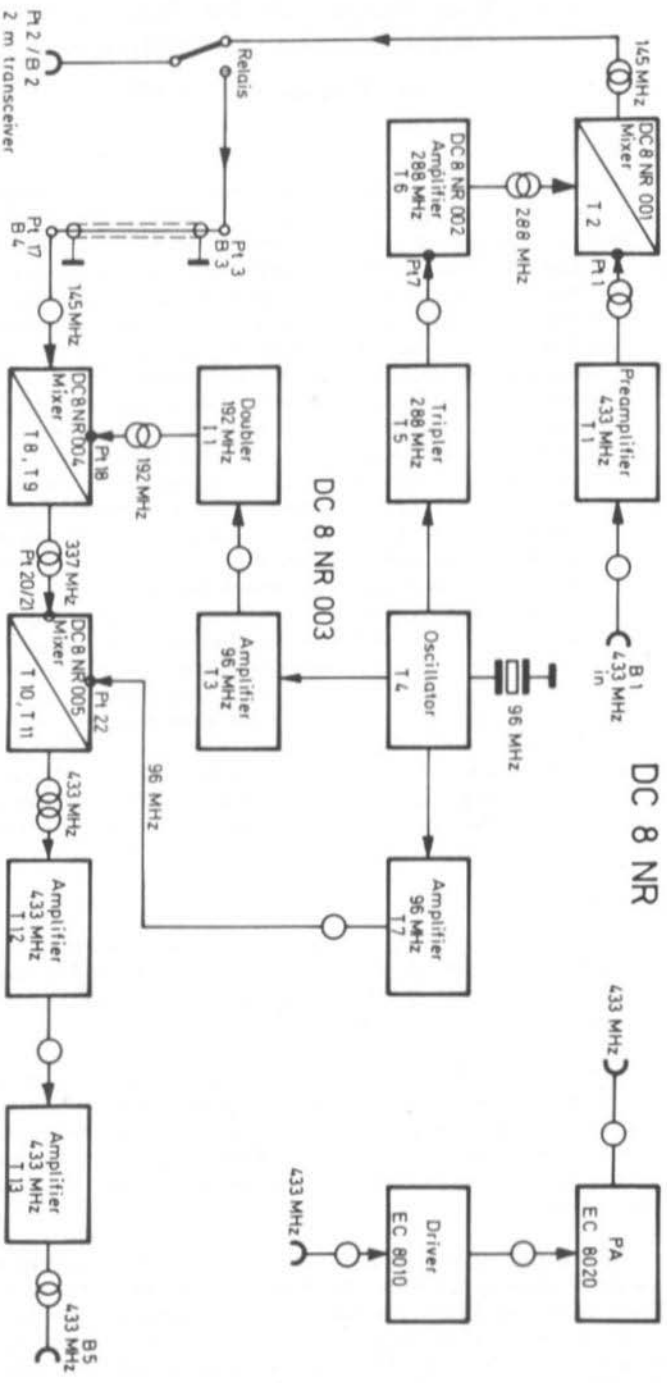 DC 8 NR
145 MHz
DC 8 NR 001
Mixer
T 2
Pt 1
Preamplifier
433 MHz
T 1
B 1
433 MHz
in
433 MHz
PA
EC 8020
288 MHz
DC 8 NR 002
Amplifier
288 MHz
T 6
Pt 7
Tripler
288 MHz
T 5
Oscillator
T 4
96 MHz
Amplifier
96 MHz
T 7
Driver
EC 8010
433 MHz
DC 8 NR 003
Relais
Pt 3
B 3
Doubler
192 MHz
T 1
Amplifier
96 MHz
T 3
96 MHz
192 MHz
Pt 18
Pt 22
Pt 2 / B 2
2 m transceiver
Pt 17
B 4
145 MHz
DC 8 NR 004
Mixer
T 8, T 9
337 MHz
Pt 20/21
DC 8 NR 005
Mixer
T 10, T 11
433 MHz
Amplifier
433 MHz
T 12
Amplifier
433 MHz
T 13
B 5
433 MHz